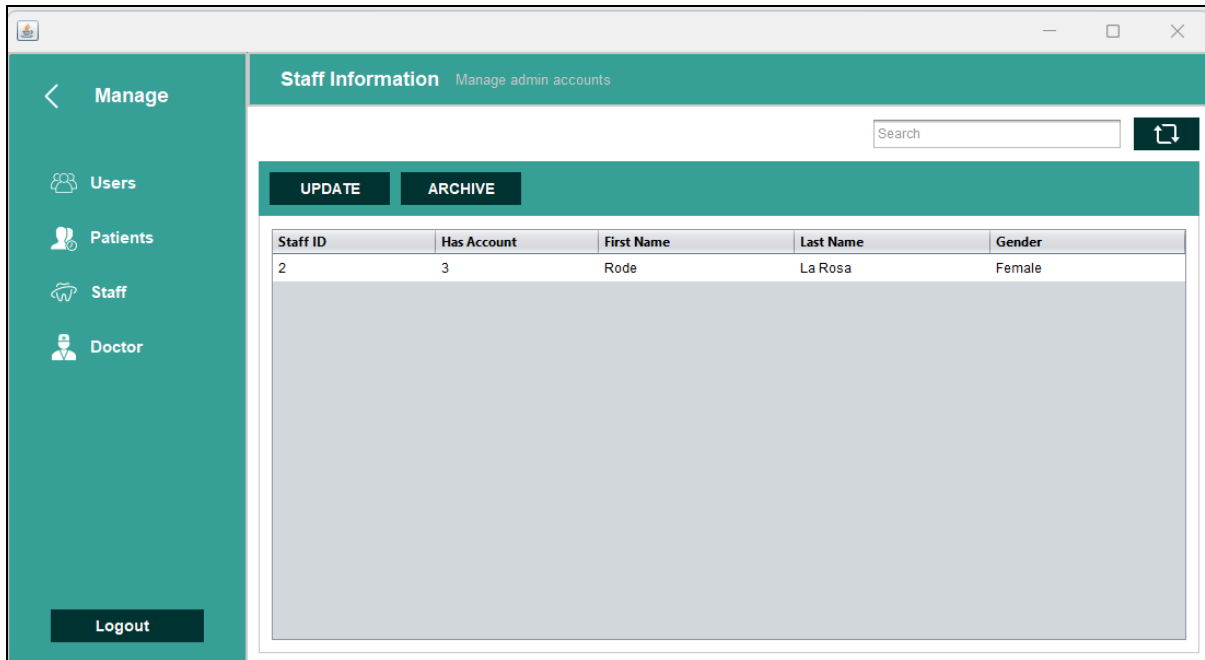 Manage
Users
Patients
Staff
Doctor
Logout
Staff Information Manage admin accounts
Search
UPDATE ARCHIVE
Staff ID Has Account First Name Last Name Gender
2 3 Rode La Rosa Female